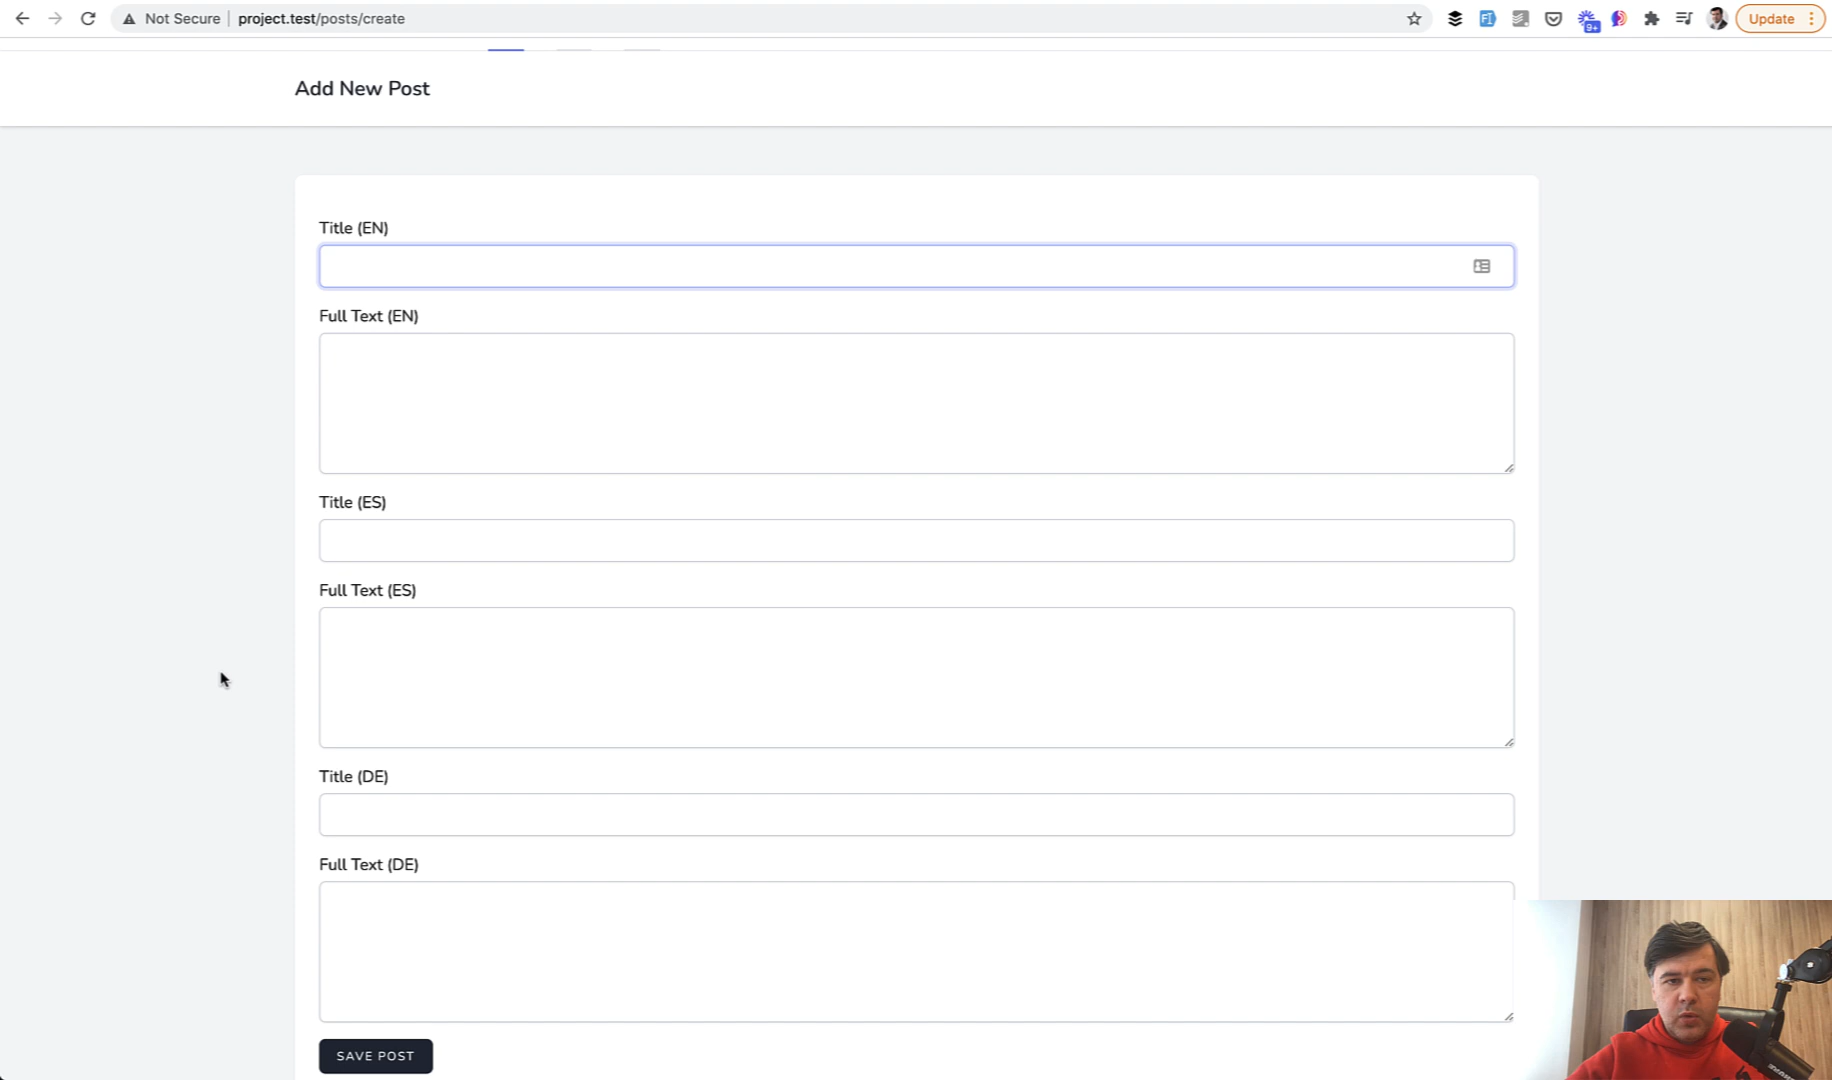 Not Secure project.test/posts/create
9+
Update
Add New Post
Title (EN)
Full Text (EN)
Title (ES)
Full Text (ES)
Title (DE)
Full Text (DE)
SAVE POST